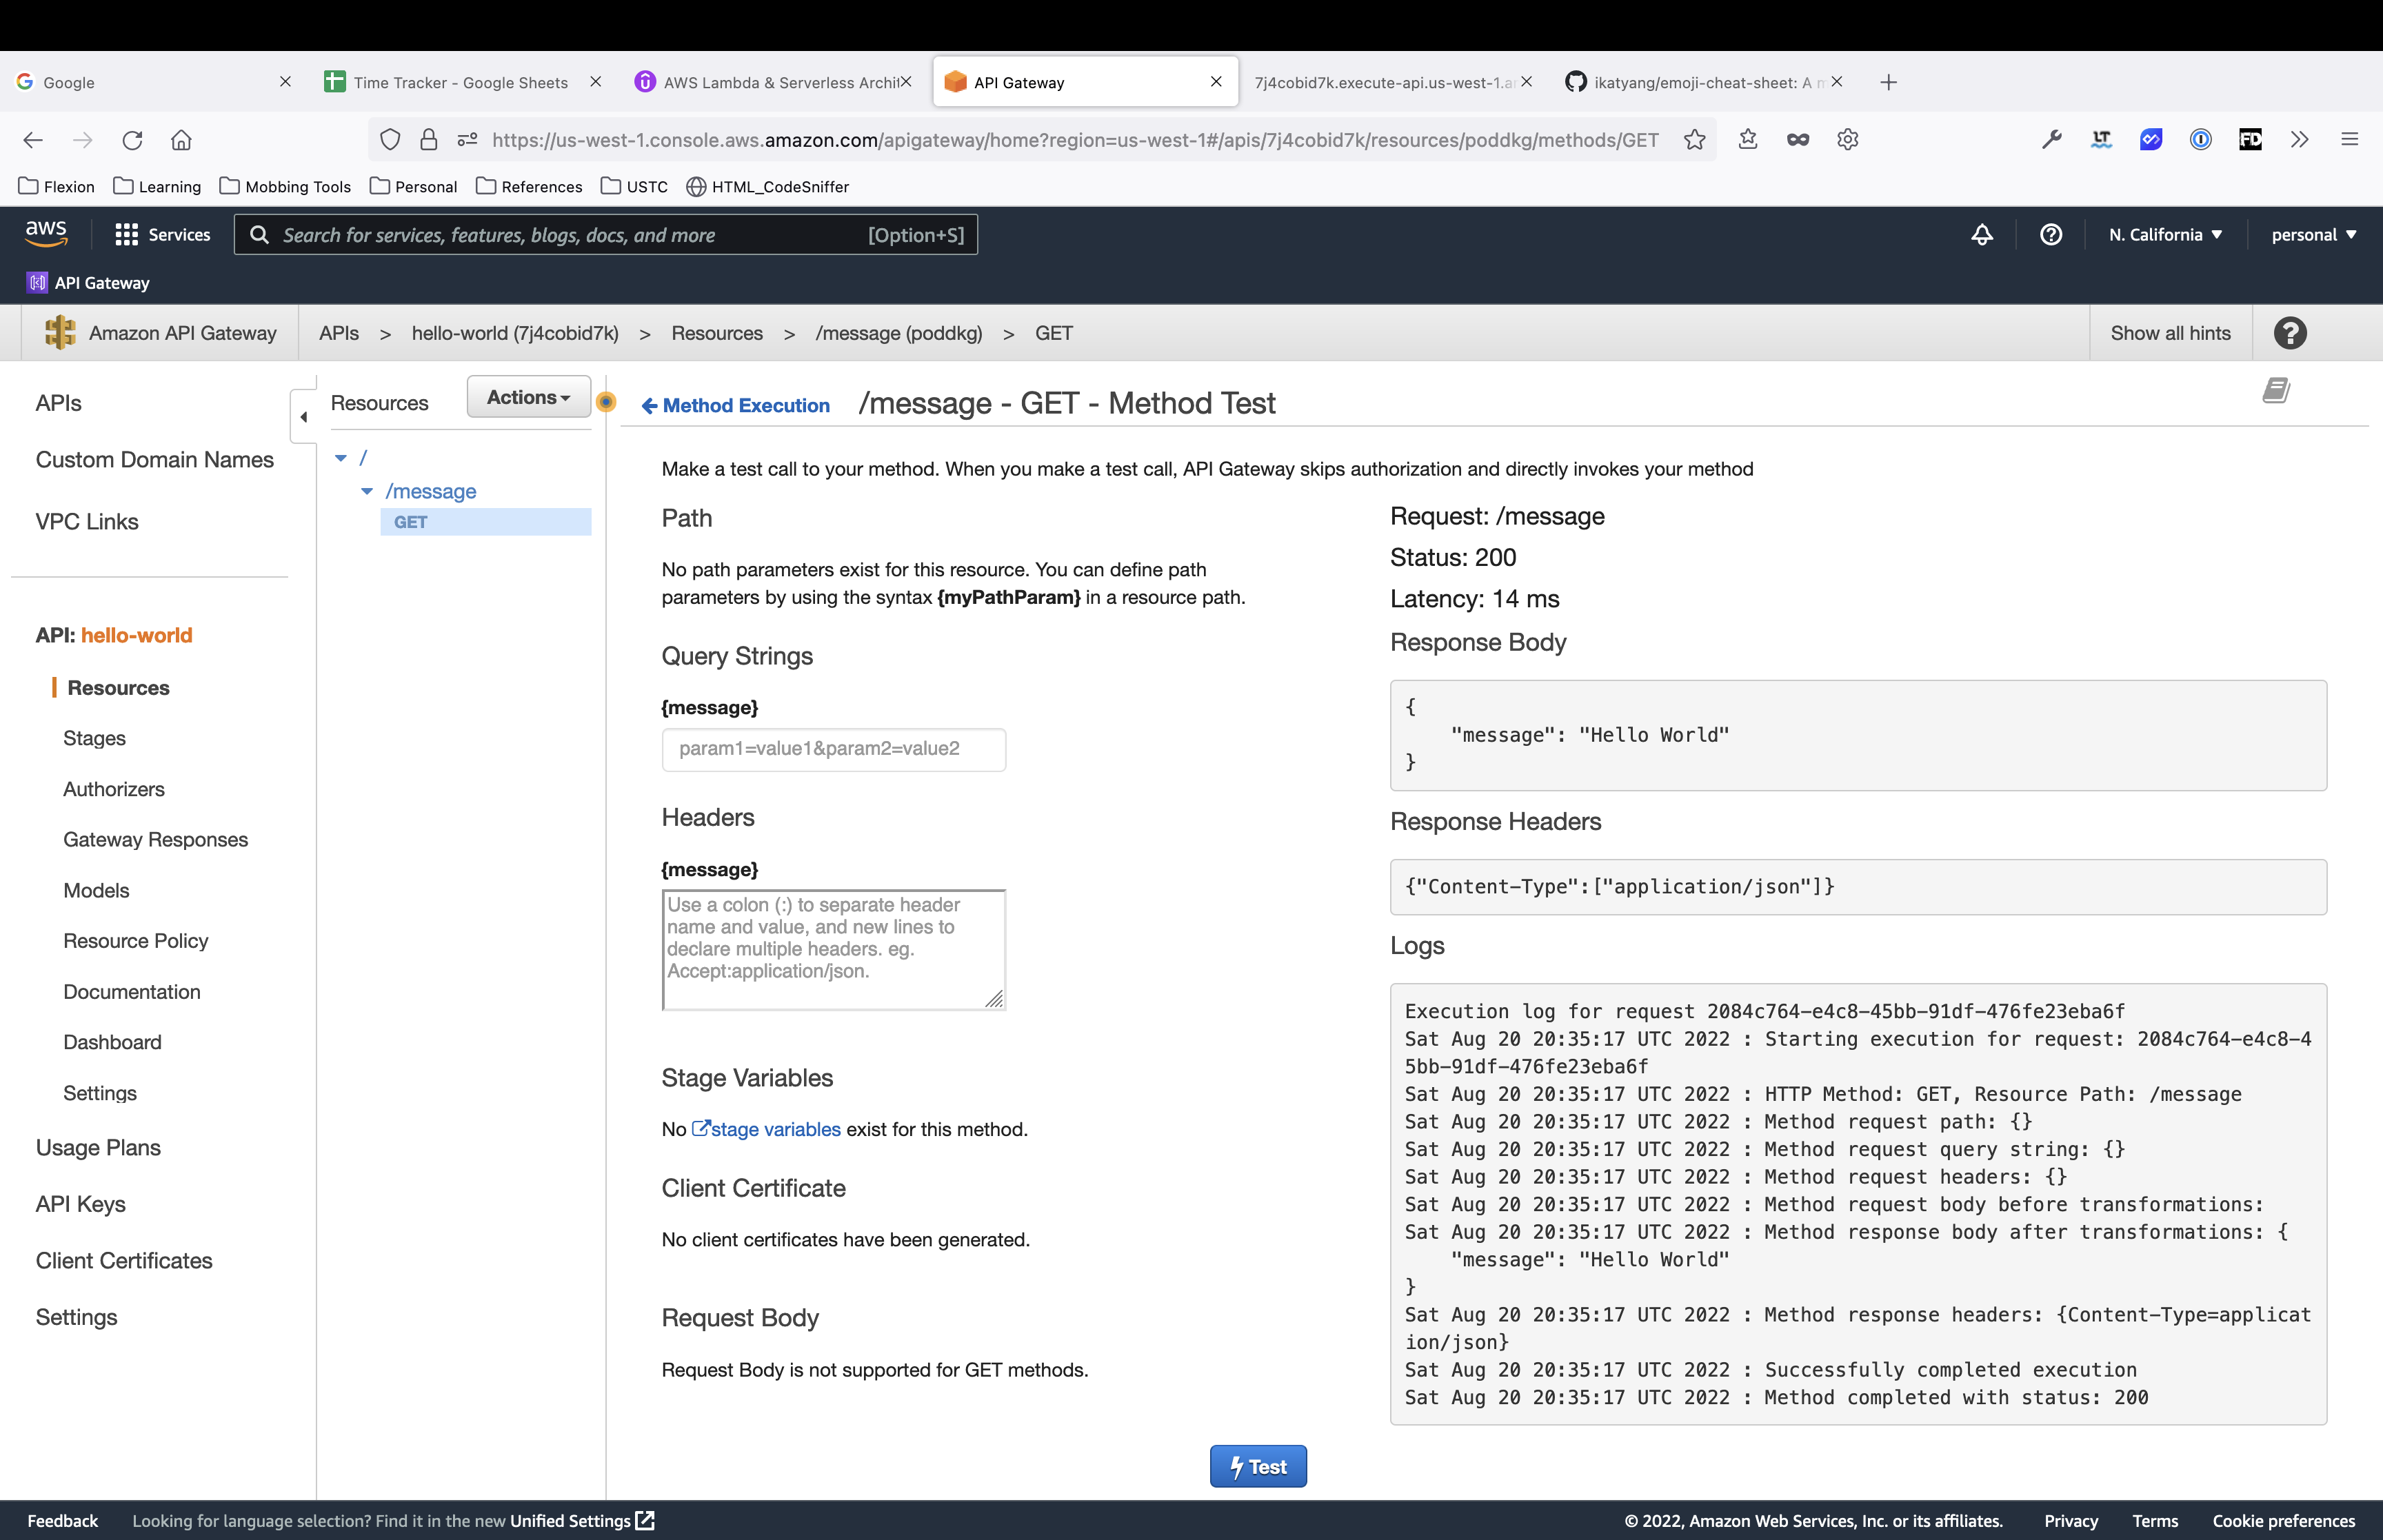 Google
Time Tracker - Google Sheets
AWS Lambda & Serverless Archit
API Gateway
7j4cobid7k.execute-api.us-west-1.a
ikatyang/emoji-cheat-sheet: A m
https://us-west-1.console.aws.amazon.com/apigateway/home?region=us-west-1#/apis/7j4cobid7k/resources/poddkg/methods/GET
LT
FD
Flexion
Learning
Mobbing Tools
Personal
References
USTC
HTML_CodeSniffer
aws
Services
Search for services, features, blogs, docs, and more
[Option+S]
N. California
personal
API Gateway
Amazon API Gateway
APIs > hello-world (7j4cobid7k) > Resources > /message (poddkg) > GET
Show all hints
APIs
Custom Domain Names
VPC Links
API: hello-world
Resources
Stages
Authorizers
Gateway Responses
Models
Resource Policy
Documentation
Dashboard
Settings
Usage Plans
API Keys
Client Certificates
Settings
Resources
Actions
/
/message
GET
Method Execution
/message - GET - Method Test
Make a test call to your method. When you make a test call, API Gateway skips authorization and directly invokes your method
Path
No path parameters exist for this resource. You can define path
parameters by using the syntax {myPathParam} in a resource path.
Query Strings
{message}
param1=value1&param2=value2
Headers
{message}
Use a colon (:) to separate header
name and value, and new lines to
declare multiple headers. eg.
Accept:application/json.
Stage Variables
No stage variables exist for this method.
Client Certificate
No client certificates have been generated.
Request Body
Request Body is not supported for GET methods.
Request: /message
Status: 200
Latency: 14 ms
Response Body
{
"message": "Hello World"
}
Response Headers
{"Content-Type":["application/json"]}
Logs
Execution log for request 2084c764-e4c8-45bb-91df-476fe23eba6f
Sat Aug 20 20:35:17 UTC 2022 : Starting execution for request: 2084c764-e4c8-4
5bb-91df-476fe23eba6f
Sat Aug 20 20:35:17 UTC 2022 : HTTP Method: GET, Resource Path: /message
Sat Aug 20 20:35:17 UTC 2022 : Method request path: {}
Sat Aug 20 20:35:17 UTC 2022 : Method request query string: {}
Sat Aug 20 20:35:17 UTC 2022 : Method request headers: {}
Sat Aug 20 20:35:17 UTC 2022 : Method request body before transformations:
Sat Aug 20 20:35:17 UTC 2022 : Method response body after transformations: {
"message": "Hello World"
}
Sat Aug 20 20:35:17 UTC 2022 : Method response headers: {Content-Type=applicat
ion/json}
Sat Aug 20 20:35:17 UTC 2022 : Successfully completed execution
Sat Aug 20 20:35:17 UTC 2022 : Method completed with status: 200
Test
Feedback
Looking for language selection? Find it in the new Unified Settings
© 2022, Amazon Web Services, Inc. or its affiliates.
Privacy
Terms
Cookie preferences